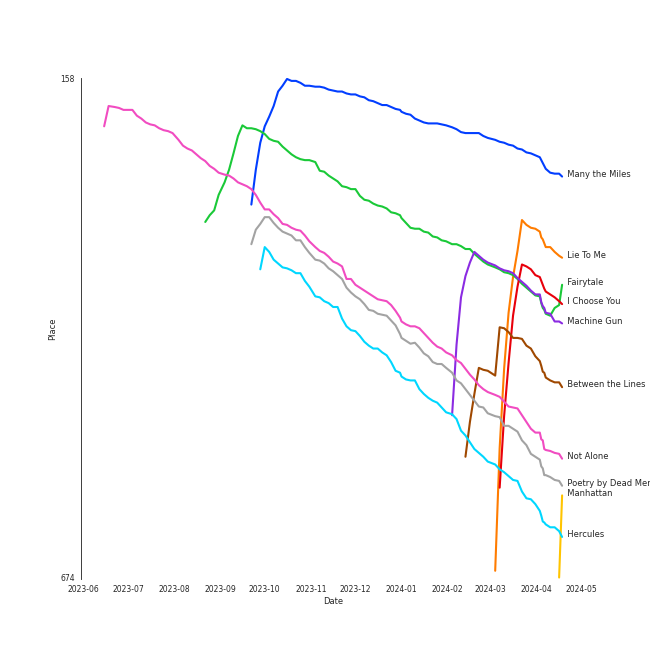 158
Many the Miles
Lie To Me
Fairytale
I Choose You
Machine Gun
Place
Between the Lines
Not Alone
Poetry by Dead Mer
Manhattan
Hercules
674
2023-06 2023-07 2023-08 2023-09 2023-10 2023-11 2023-12 2024-01 2024-02 2024-03 2024-04 2024-05
Date